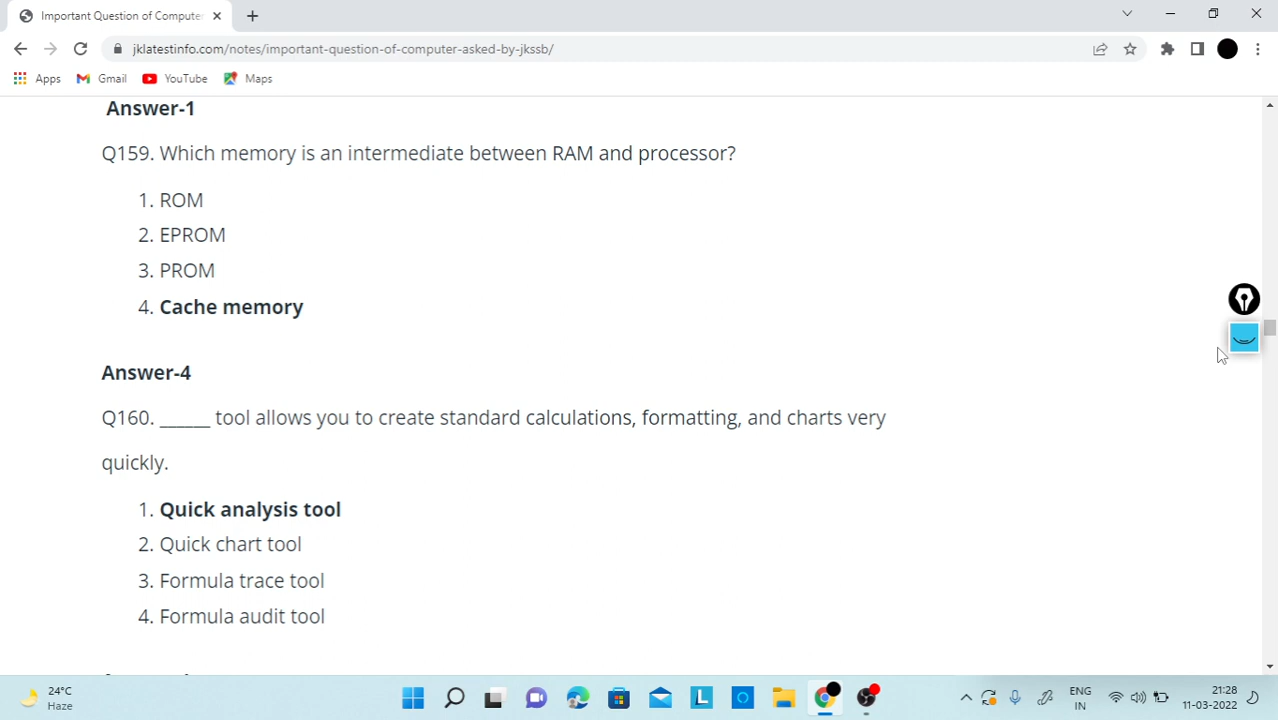 Important Question of Compute
jklatestinfo.com/notes/important-question-of-computer-asked-by-jkssb/
Apps Gmail YouTube Maps
Answer-1
Q159. Which memory is an intermediate between RAM and processor?
1. ROM
2. EPROM
3. PROM
4. Cache memory
Answer-4
Q160. ______ tool allows you to create standard calculations, formatting, and charts very
quickly.
1. Quick analysis tool
2. Quick chart tool
3. Formula trace tool
4. Formula audit tool
24°C
Haze
L
ENG
IN
21:28
11-03-2022